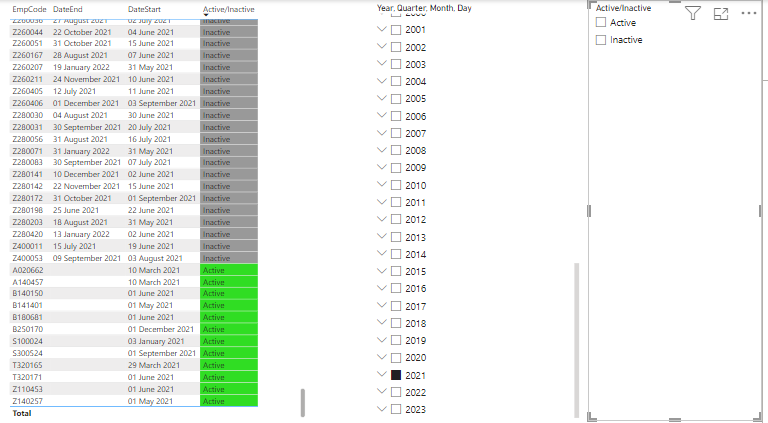 EmpCode DateEnd DateStart Active/Inactive
Z260036 27 August 2021 02 July 2021 Inactive
Z260044 22 October 2021 04 June 2021 Inactive
Z260051 31 October 2021 15 June 2021 Inactive
Z260167 28 August 2021 07 June 2021 Inactive
Z260207 19 January 2022 31 May 2021 Inactive
Z260211 24 November 2021 10 June 2021 Inactive
Z260405 12 July 2021 11 June 2021 Inactive
Z260406 01 December 2021 03 September 2021 Inactive
Z280030 04 August 2021 30 June 2021 Inactive
Z280031 30 September 2021 20 July 2021 Inactive
Z280056 31 August 2021 16 July 2021 Inactive
Z280071 31 January 2022 31 May 2021 Inactive
Z280083 30 September 2021 07 July 2021 Inactive
Z280141 10 December 2021 02 June 2021 Inactive
Z280142 22 November 2021 15 June 2021 Inactive
Z280172 31 October 2021 01 September 2021 Inactive
Z280198 25 June 2021 22 June 2021 Inactive
Z280203 18 August 2021 31 May 2021 Inactive
Z280420 13 January 2022 02 June 2021 Inactive
Z400011 15 July 2021 19 June 2021 Inactive
Z400053 09 September 2021 03 August 2021 Inactive
A020662 10 March 2021 Active
A140457 10 March 2021 Active
B140150 01 June 2021 Active
B141401 01 May 2021 Active
B180681 01 June 2021 Active
B250170 01 December 2021 Active
S100024 03 January 2021 Active
S300524 01 September 2021 Active
T320165 29 March 2021 Active
T320171 01 June 2021 Active
Z110453 01 June 2021 Active
Z140257 01 May 2021 Active
Total
Year, Quarter, Month, Day
2000
2001
2002
2003
2004
2005
2006
2007
2008
2009
2010
2011
2012
2013
2014
2015
2016
2017
2018
2019
2020
2021
2022
2023
Active/Inactive
Active
Inactive